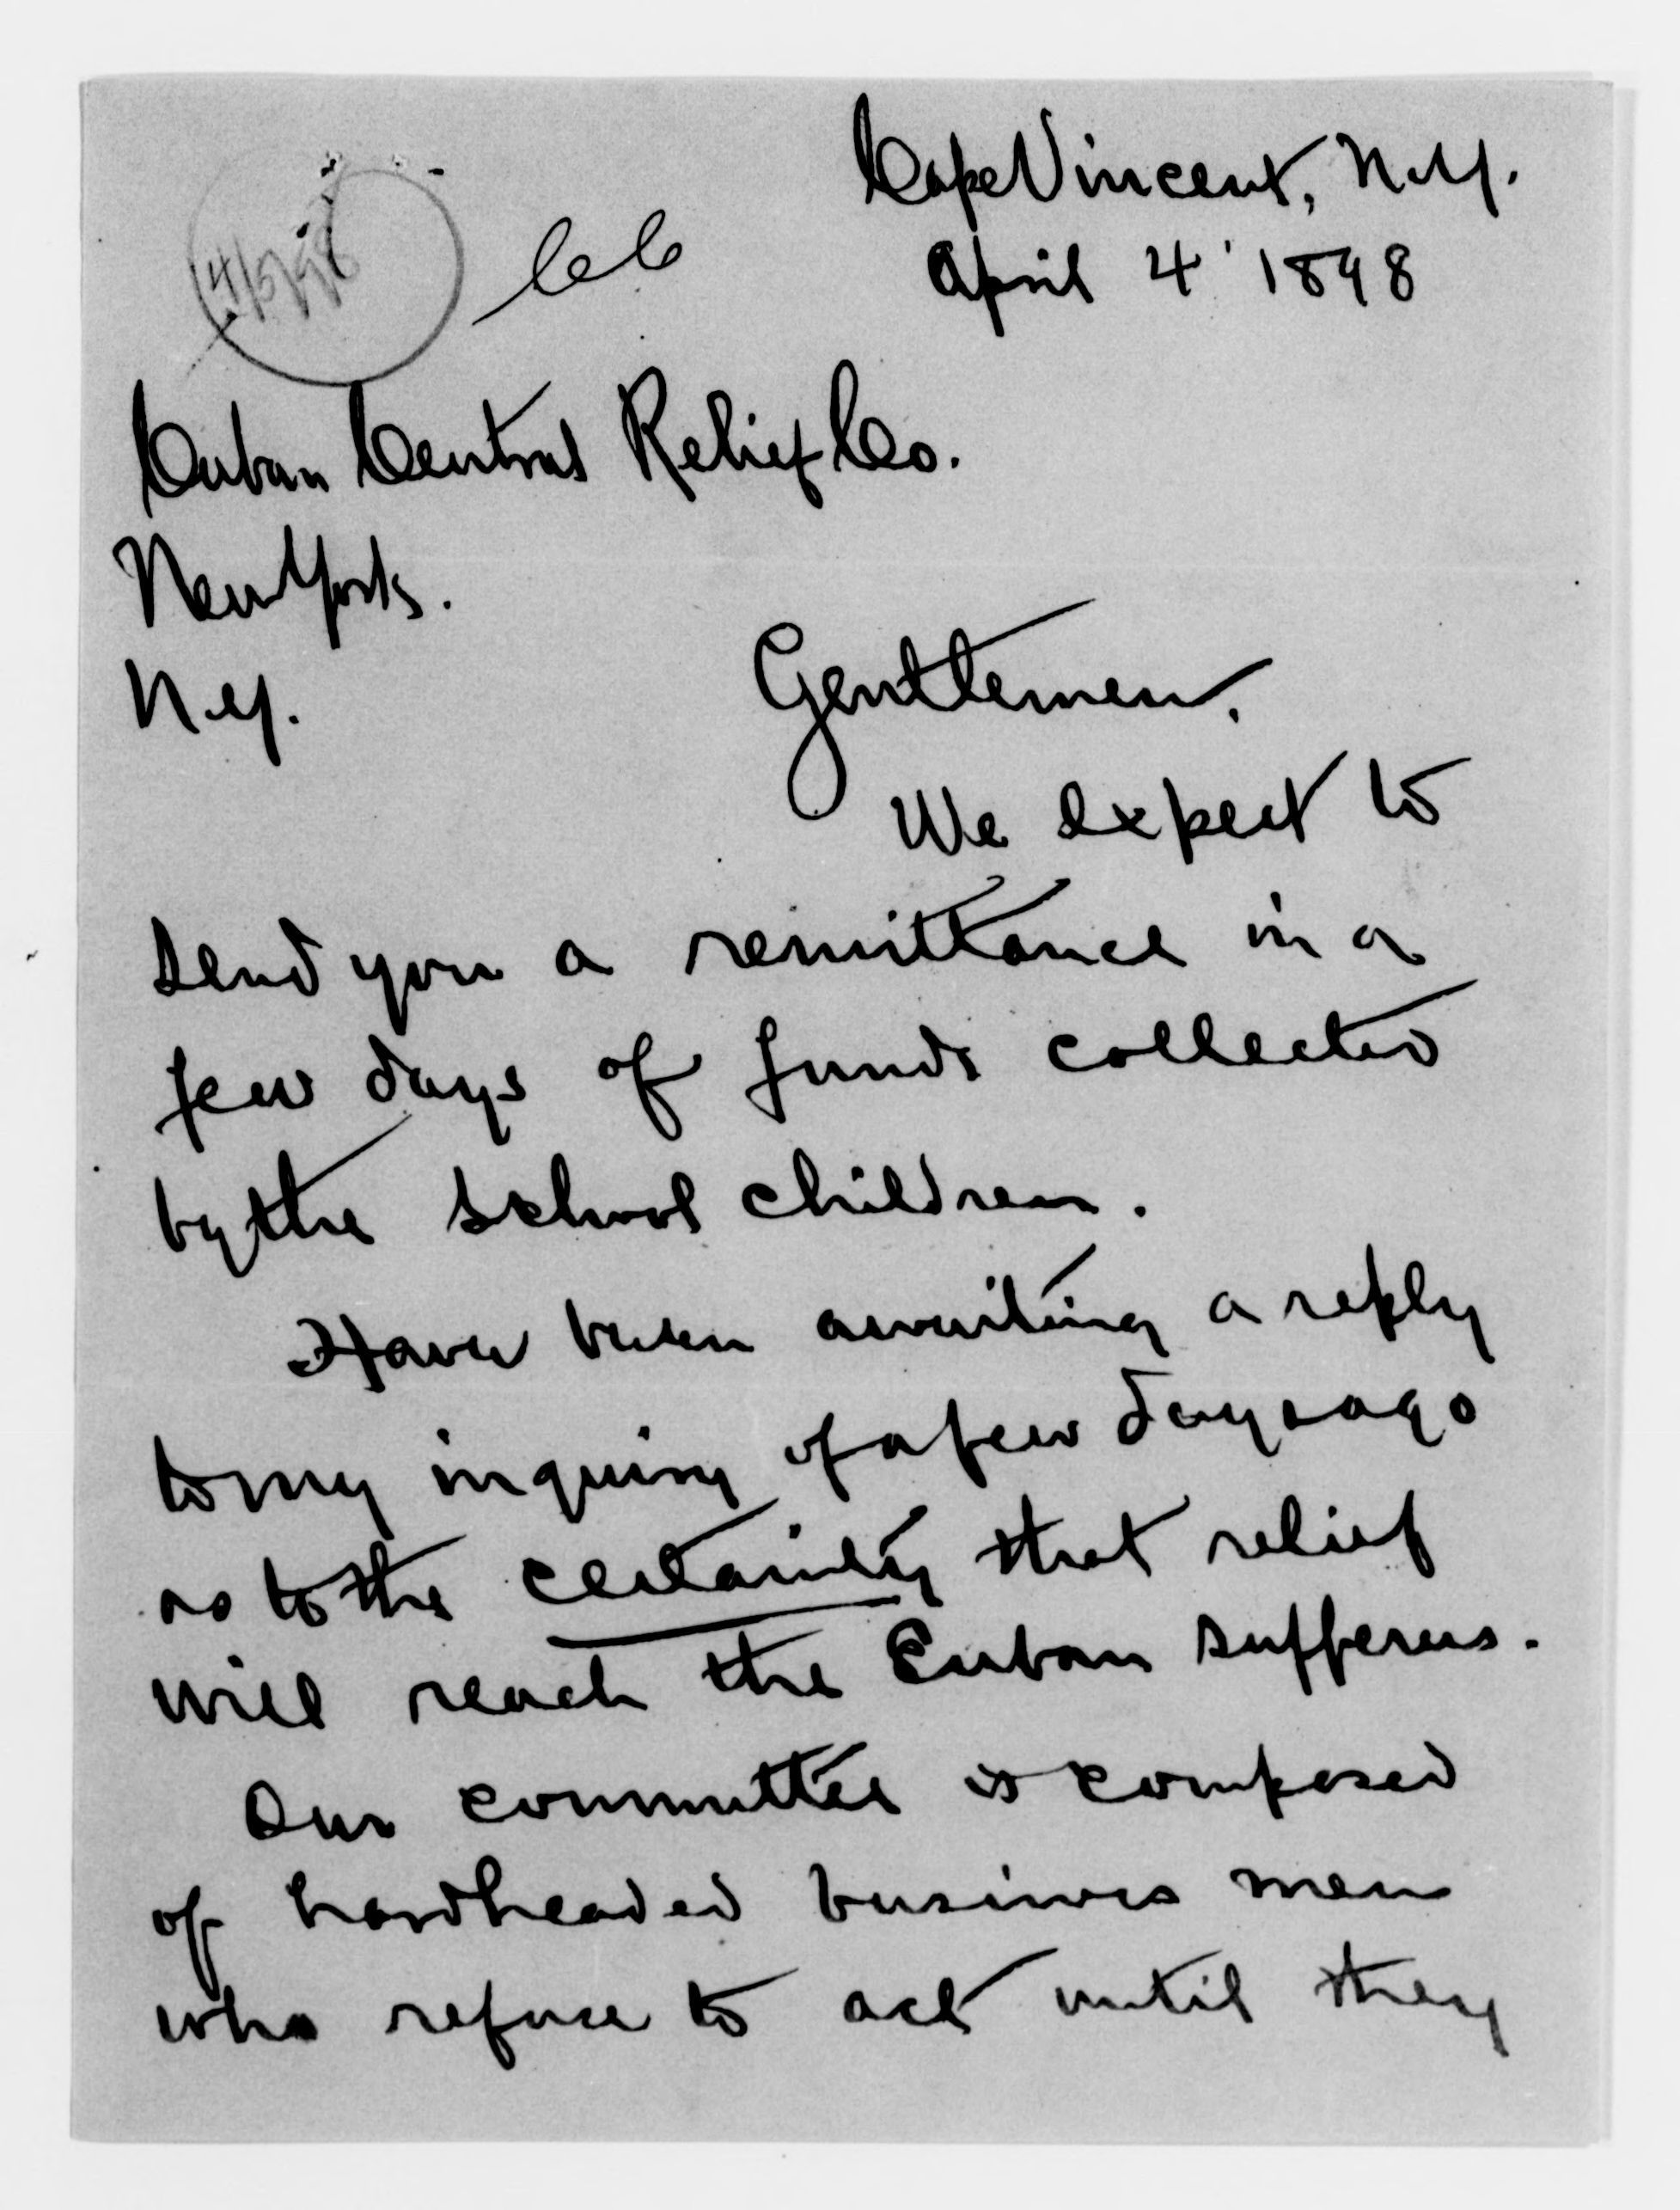 Cape Vincent, N.Y.
April 4' 1898
4/5/98
Cuban Central Relief Co.
New York.
N.Y.
Gentlemen.
We expect to
send you a remittance in a
few days of funds collected
by the school children.
Have been awaiting a reply
to my inquiry of a few days ago
as to the certainty that relief
will reach the Cuban sufferers.
Our committee is composed
of hardheaded business men
who refuse to act until they